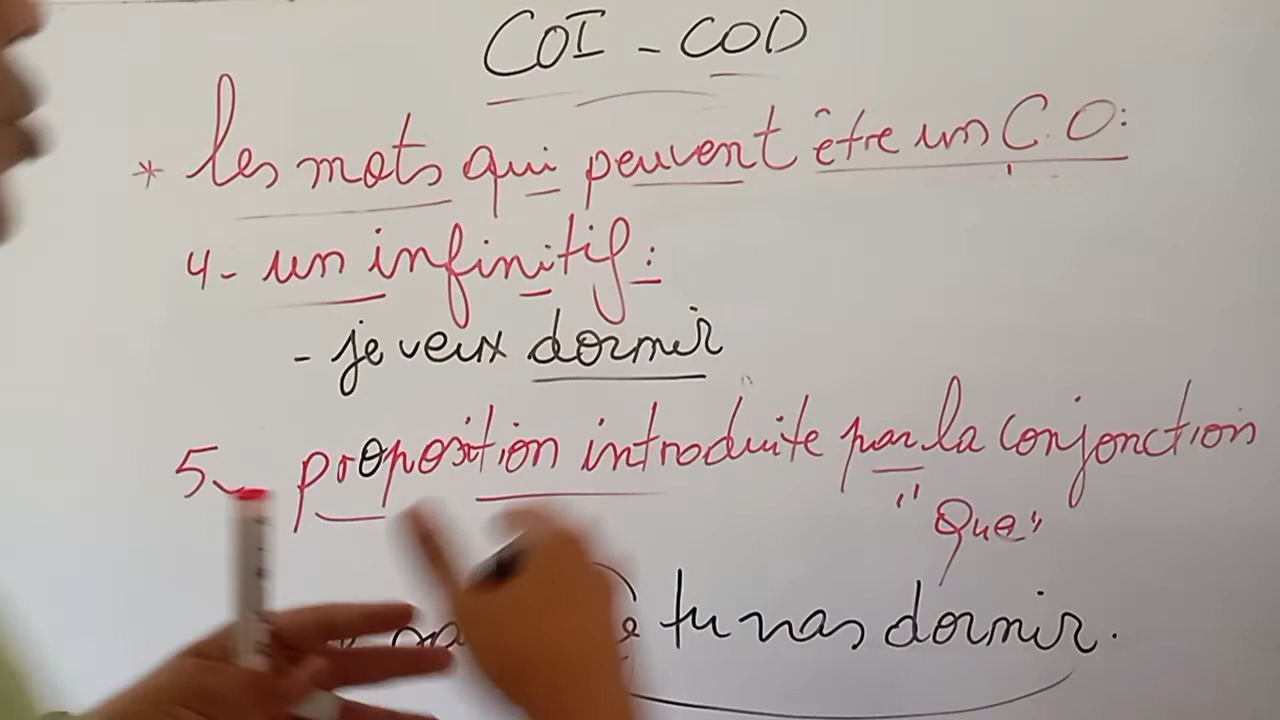 COI - COD
* les mots qui peuvent être un C.O:
4- un infinitif:
- je veux dormir
5- proposition introduite par la conjonction
"Que"
tu vas dormir.